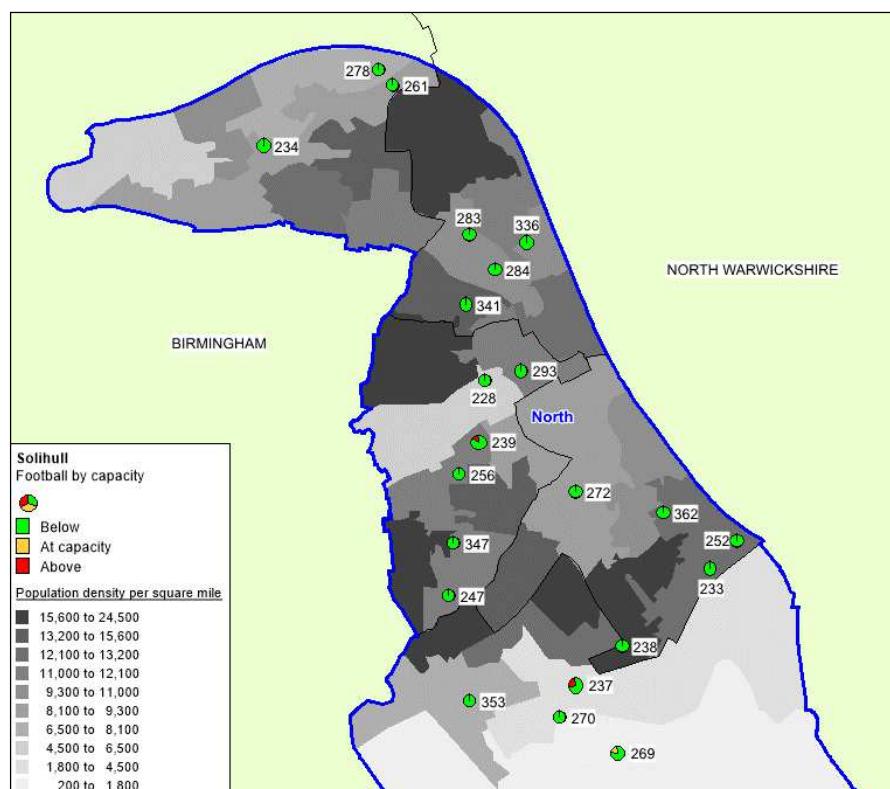 278
261
234
283
336
NORTH WARWICKSHIRE
284
341
BIRMINGHAM
293
228
North
239
256
272
362
347
252
233
247
238
237
353
270
269
Solihull
Football by capacity
Below
At capacity
Above
Population density per square mile
15,600 to 24,500
13,200 to 15,600
12,100 to 13,200
11,000 to 12,100
9,300 to 11,000
8,100 to 9,300
6,500 to 8,100
4,500 to 6,500
1,800 to 4,500
200 to 1,800